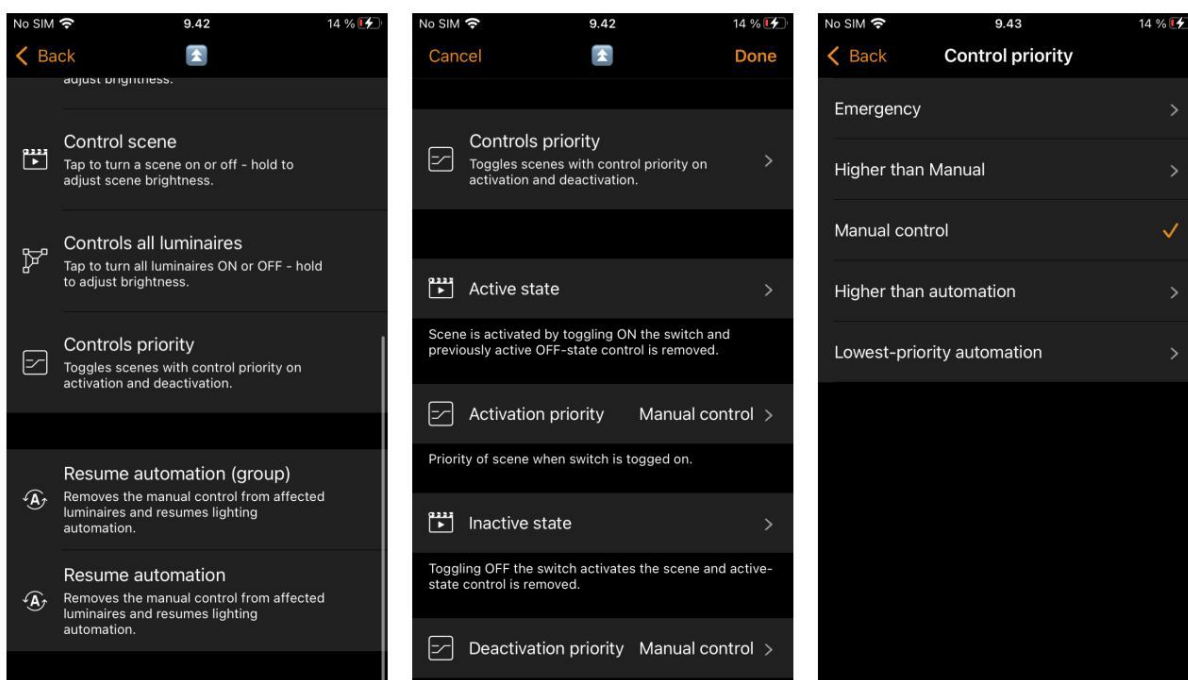 No SIM 9.42 14 %
Back
adjust brightness.
Control scene
Tap to turn a scene on or off - hold to
adjust scene brightness.
Controls all luminaires
Tap to turn all luminaires ON or OFF - hold
to adjust brightness.
Controls priority
Toggles scenes with control priority on
activation and deactivation.
Resume automation (group)
Removes the manual control from affected
luminaires and resumes lighting
automation.
Resume automation
Removes the manual control from affected
luminaires and resumes lighting
automation.
No SIM 9.42 14 %
Cancel Done
Controls priority
Toggles scenes with control priority on
activation and deactivation.
Active state
Scene is activated by toggling ON the switch and
previously active OFF-state control is removed.
Activation priority Manual control
Priority of scene when switch is togged on.
Inactive state
Toggling OFF the switch activates the scene and active-
state control is removed.
Deactivation priority Manual control
No SIM 9.43 14 %
Back Control priority
Emergency
Higher than Manual
Manual control
Higher than automation
Lowest-priority automation